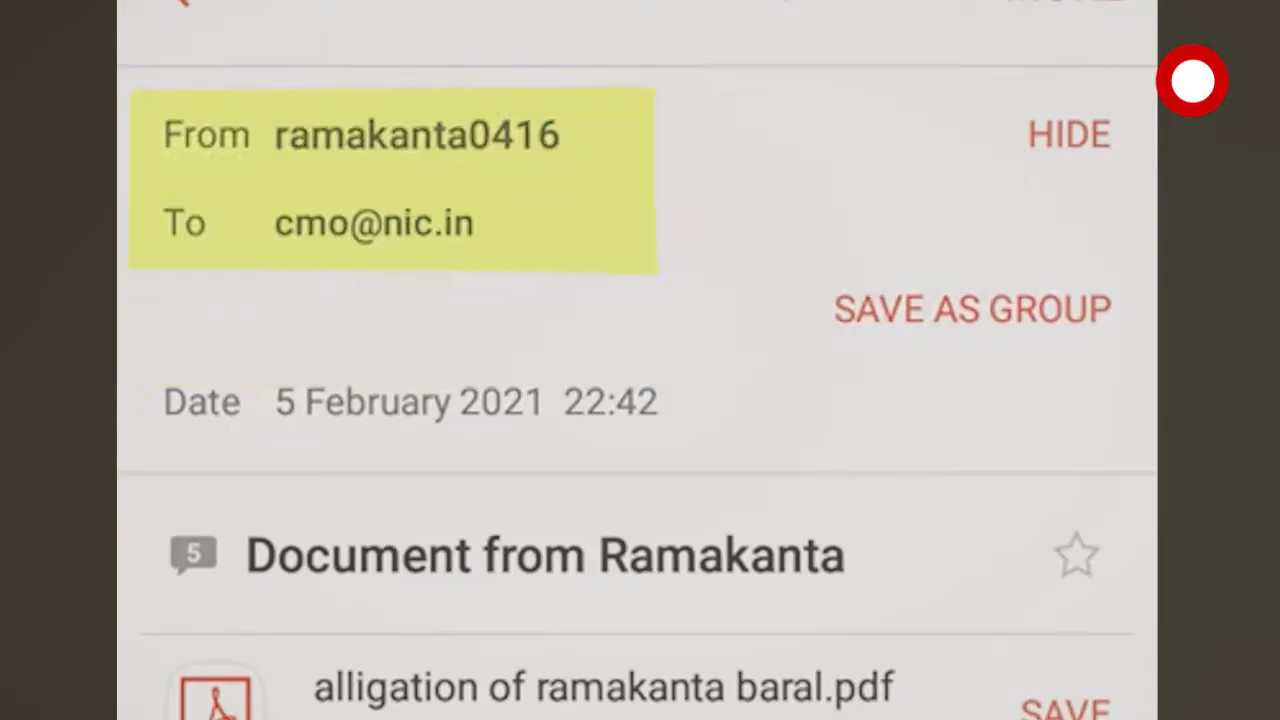 From ramakanta0416
HIDE
To cmo@nic.in
SAVE AS GROUP
Date 5 February 2021 22:42
5 Document from Ramakanta
alligation of ramakanta baral.pdf
SAVE